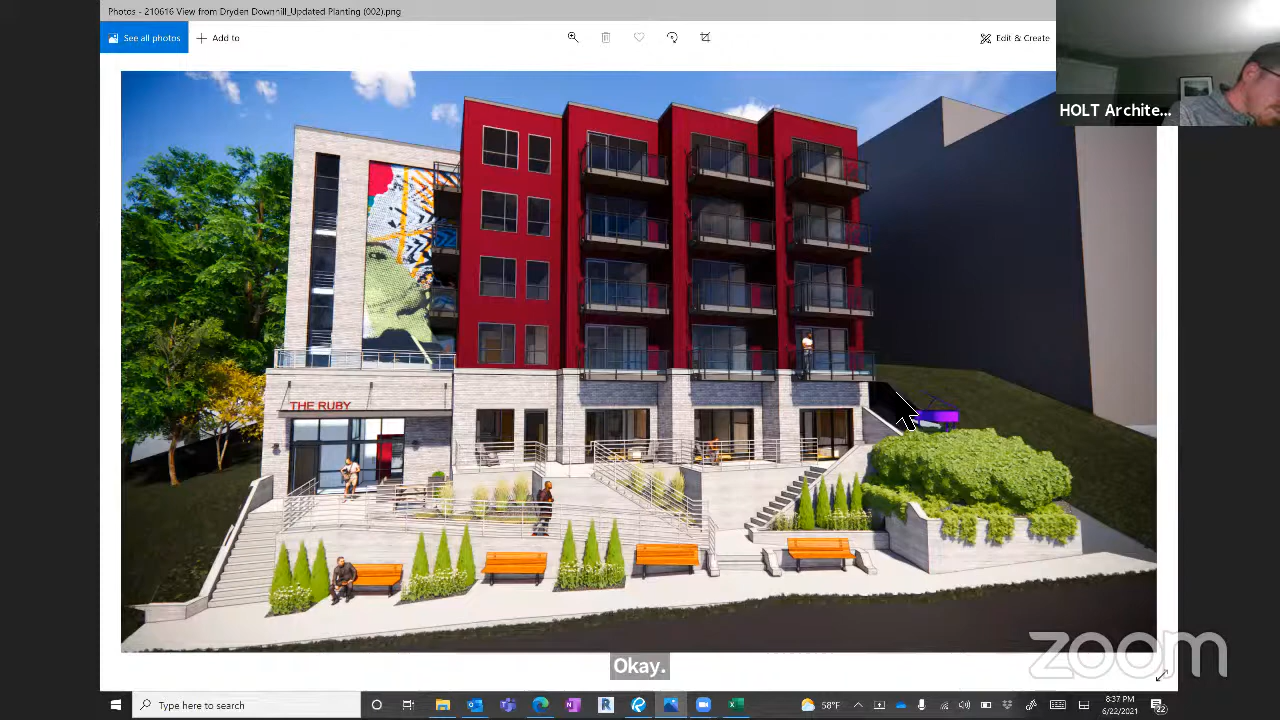 Photos - 210616 View from Dryden Downhill_Updated Planting (002).png
See all photos
Add to
Edit & Create
HOLT Archite...
THE RUBY
zoom
Okay.
Type here to search
58°F
8:37 PM
6/22/2021
22